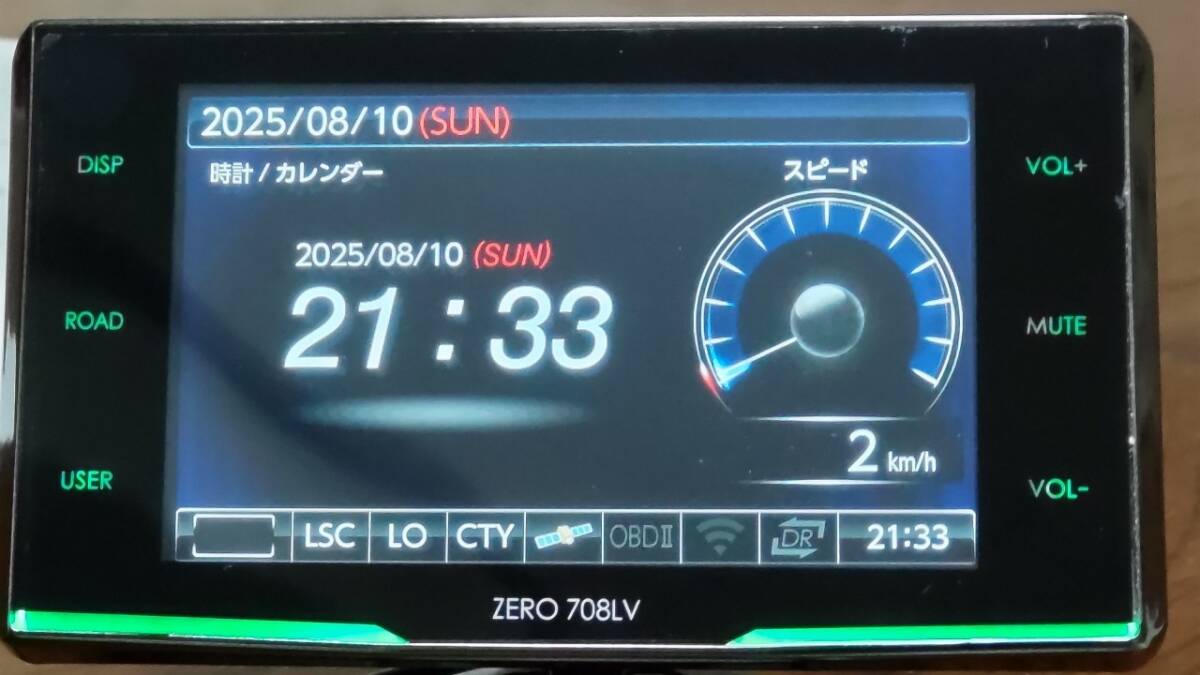 2025/08/10(SUN)
DISP
時計/カレンダー
スピード
VOL+
2025/08/10 (SUN)
21:33
ROAD
MUTE
2 km/h
USER
VOL-
LSC LO CTY OBDⅡ DR 21:33
ZERO 708LV